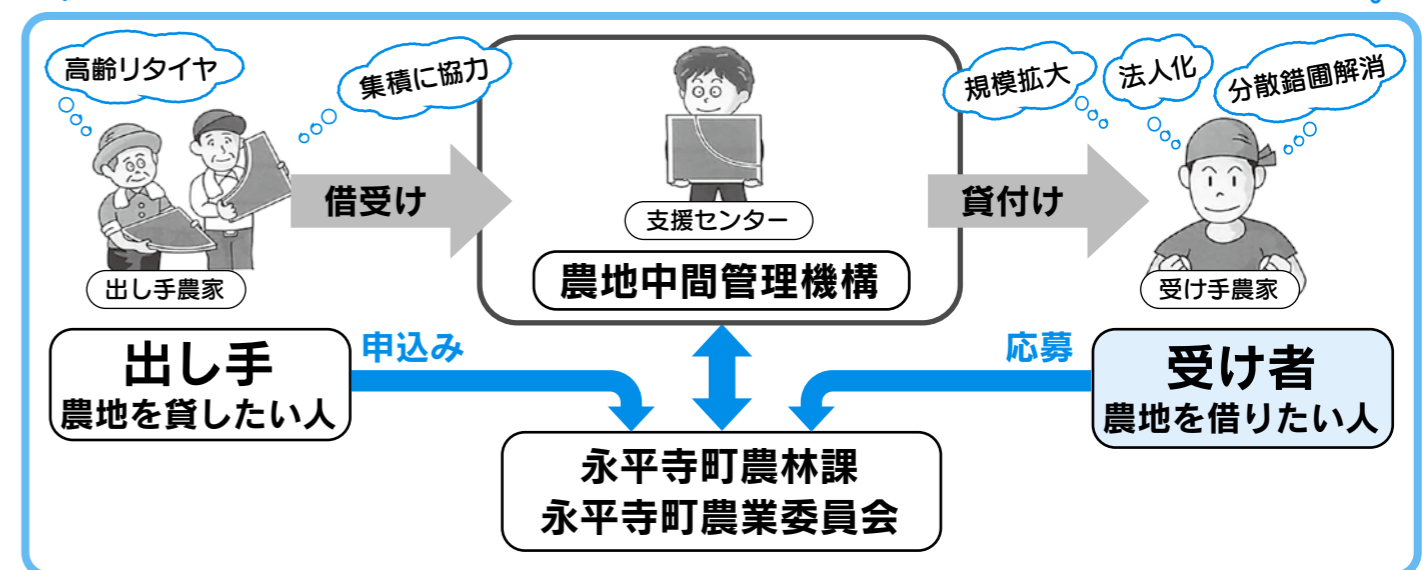 高齢リタイヤ
集積に協力
規模拡大
法人化
分散錯圃解消
借受け
貸付け
支援センター
農地中間管理機構
出し手農家
受け手農家
出し手
農地を貸したい人
申込み
応募
受け者
農地を借りたい人
永平寺町農林課
永平寺町農業委員会